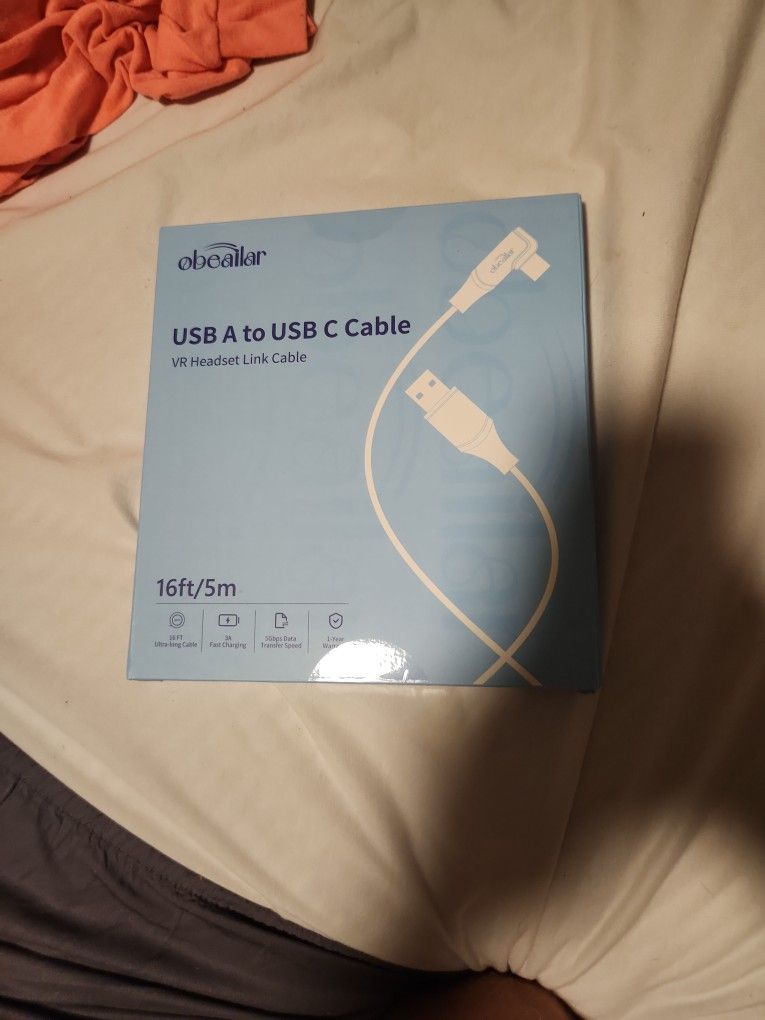 obeailar
obeailar
USB A to USB C Cable
VR Headset Link Cable
16ft/5m
16 FT
Ultra-long Cable
3A
Fast Charging
5Gbps Data
Transfer Speed
1-Year